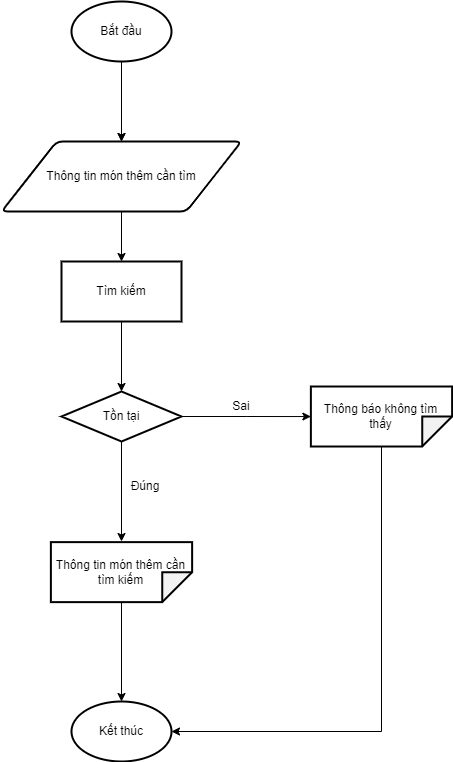 Bắt đầu
Thông tin món thêm cần tìm
Tìm kiếm
Tồn tại
Sai
Thông báo không tìm
thấy
Đúng
Thông tin món thêm cần
tìm kiếm
Kết thúc